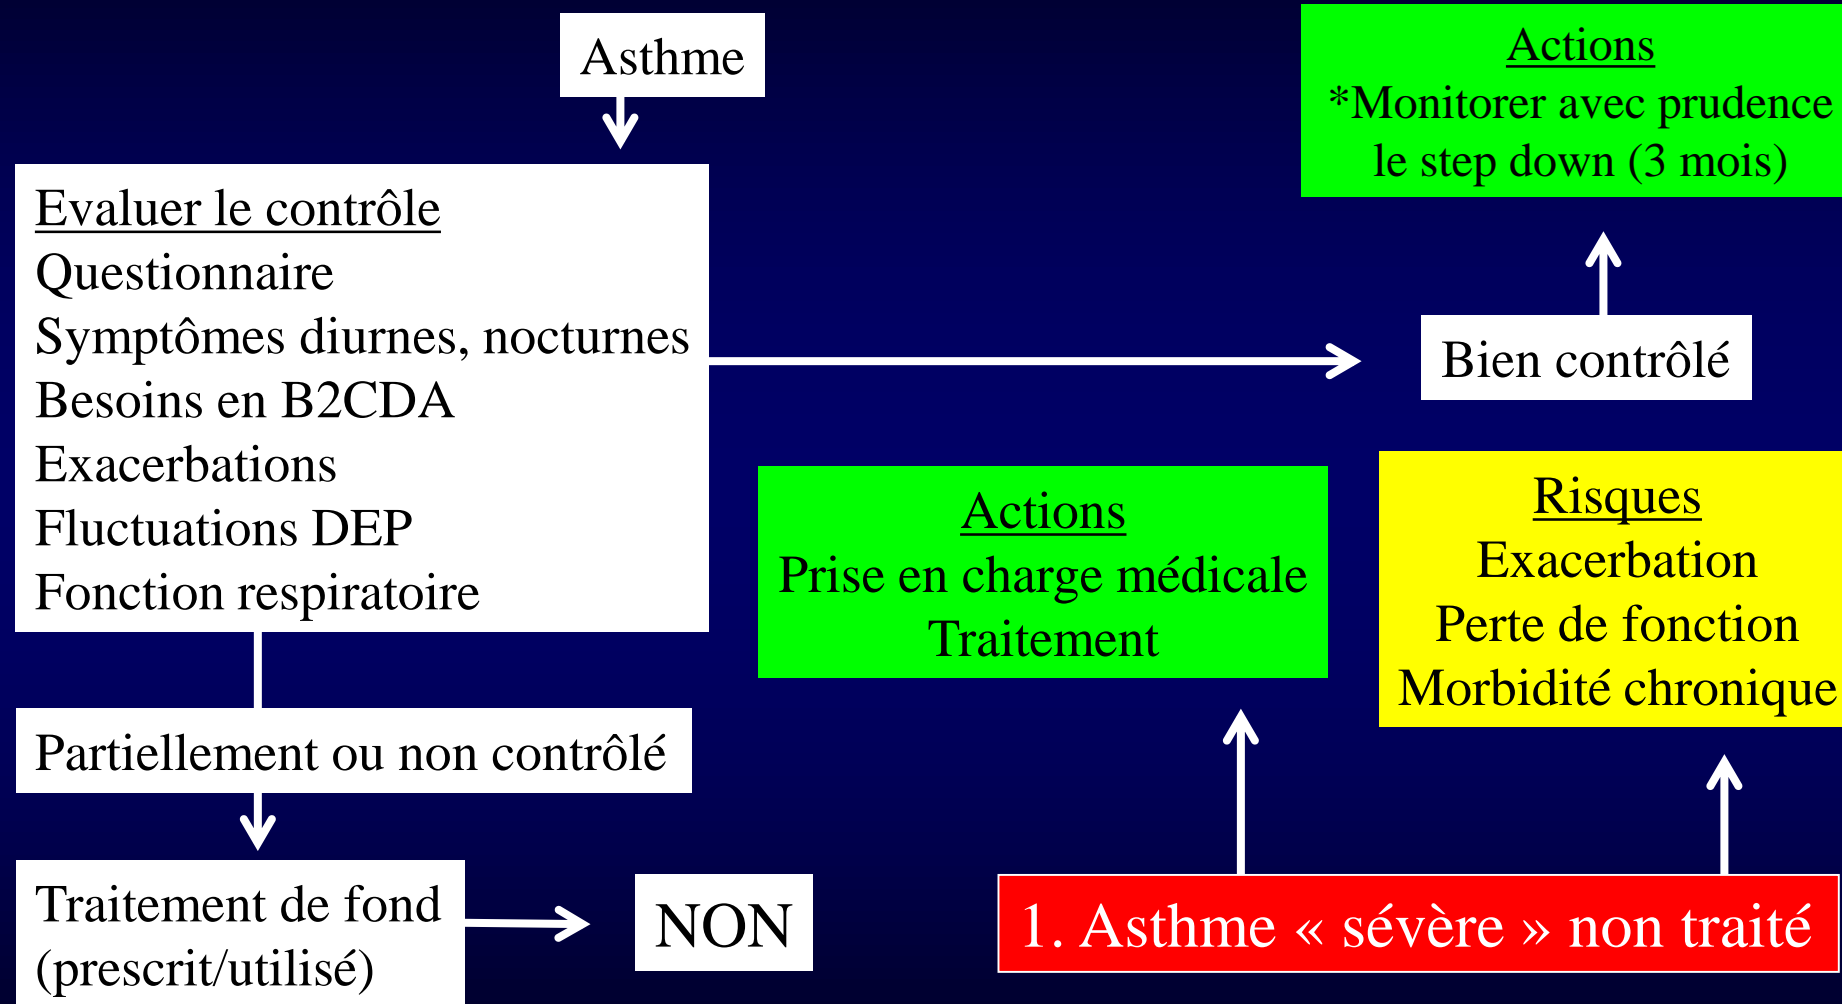 Asthme
Actions
*Monitorer avec prudence
le step down (3 mois)
Evaluer le contrôle
Questionnaire
Symptômes diurnes, nocturnes
Besoins en B2CDA
Exacerbations
Fluctuations DEP
Fonction respiratoire
Bien contrôlé
Actions
Prise en charge médicale
Traitement
Risques
Exacerbation
Perte de fonction
Morbidité chronique
Partiellement ou non contrôlé
Traitement de fond
(prescrit/utilisé)
NON
1. Asthme « sévère » non traité